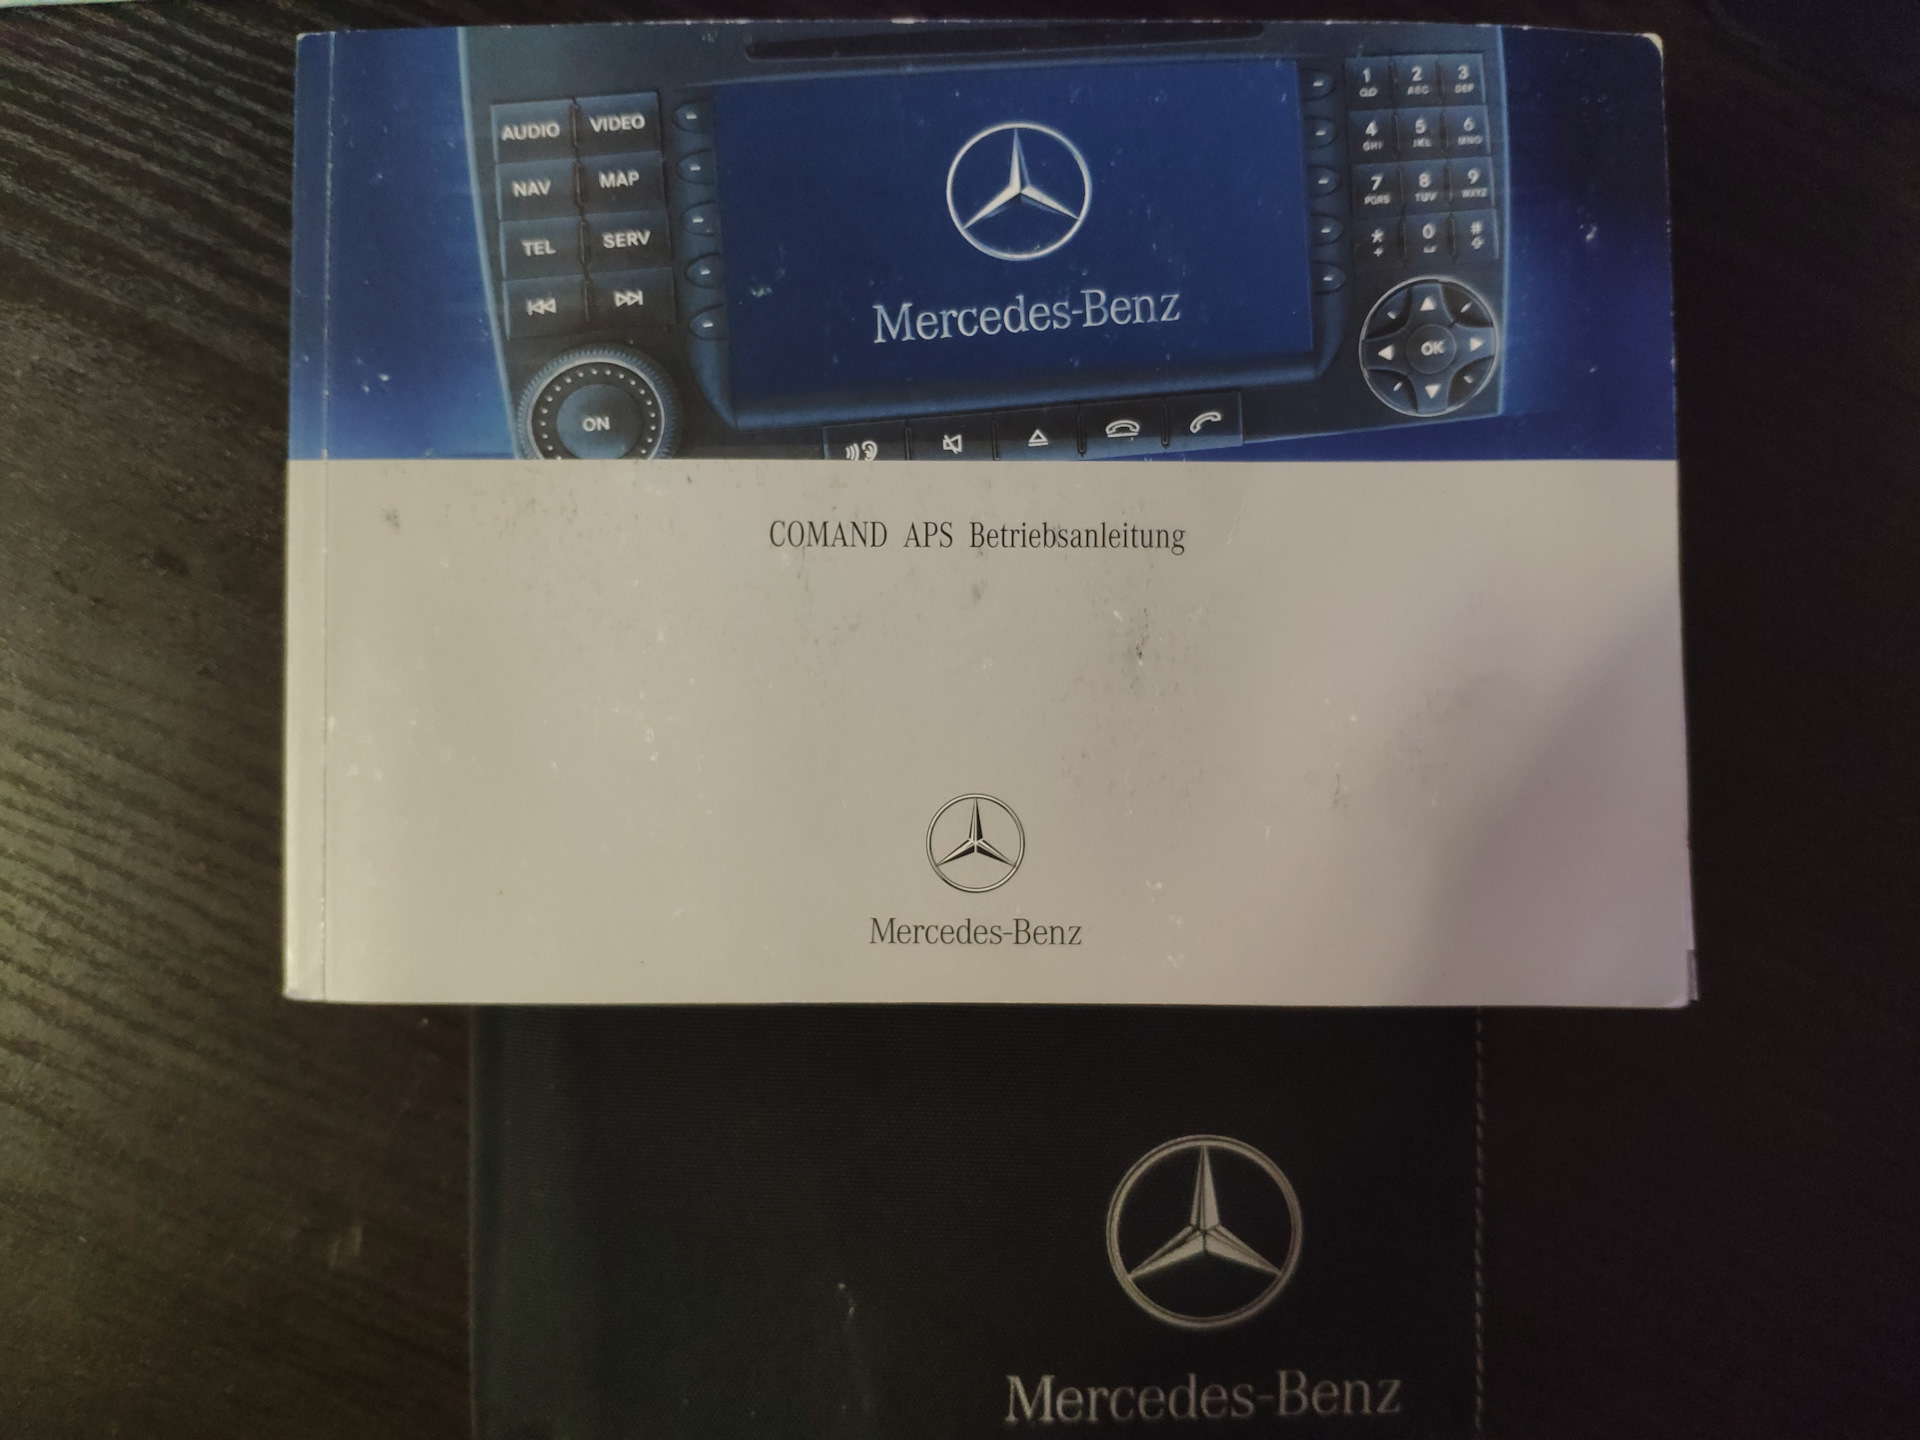 AUDIO VIDEO
NAV MAP
TEL SERV
ON
Mercedes-Benz
1 2 3
ABC DEF
4 5 6
GHI JKL MNO
7 8 9
PQRS TUV WXYZ
* 0 #
+
OK
COMAND APS Betriebsanleitung
Mercedes-Benz
Mercedes-Benz